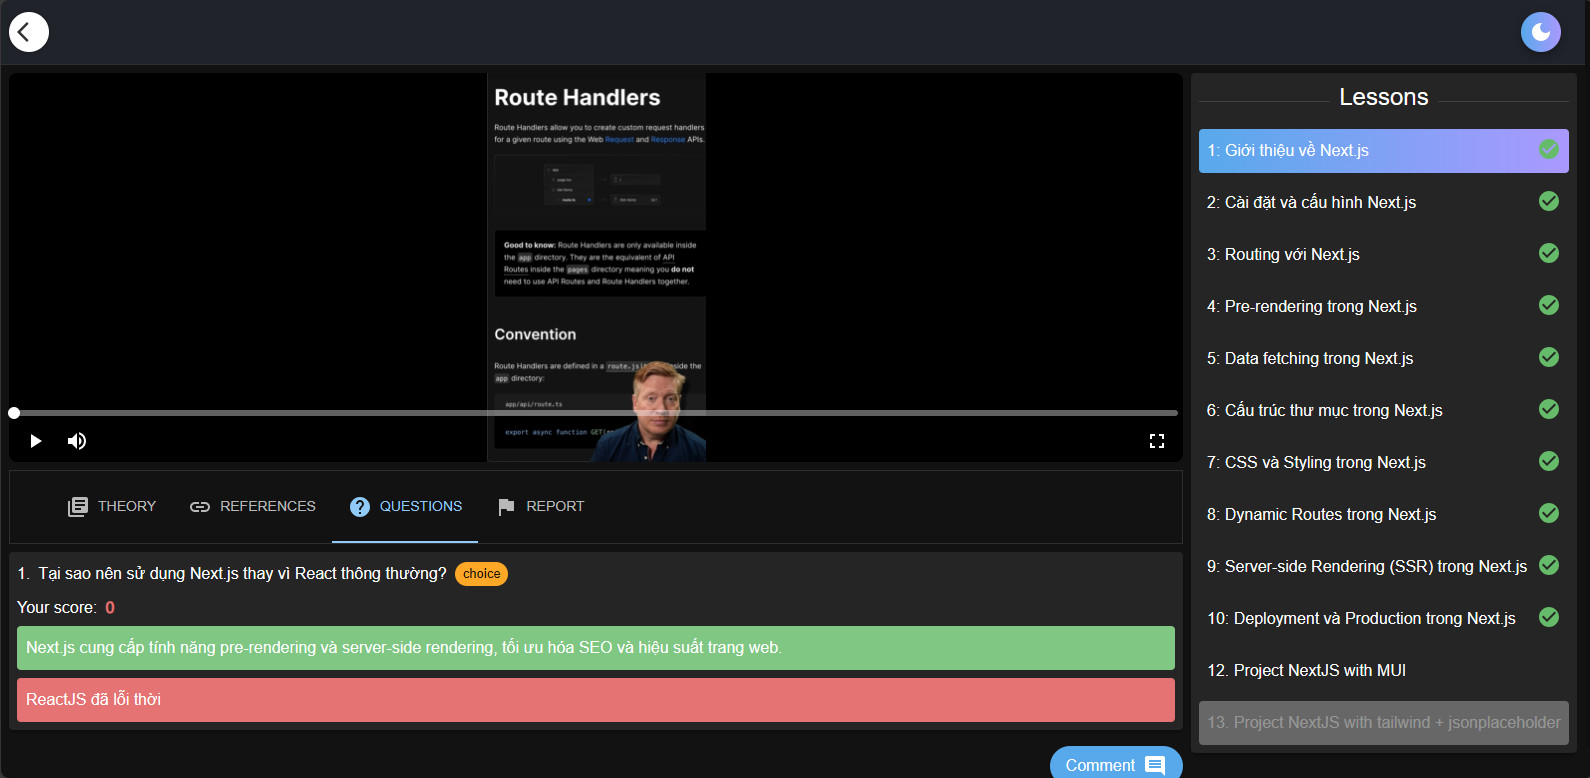 Route Handlers
Route Handlers allow you to create custom request handlers
for a given route using the Web Request and Response APIs.
Good to know: Route Handlers are only available inside
the app directory. They are the equivalent of API
Routes inside the pages directory meaning you do not
need to use API Routes and Route Handlers together.
Convention
Route Handlers are defined in a route.js inside the
app directory:
app/api/route.ts
export async function GET(
THEORY
REFERENCES
QUESTIONS
REPORT
1. Tại sao nên sử dụng Next.js thay vì React thông thường? choice
Your score: 0
Next.js cung cấp tính năng pre-rendering và server-side rendering, tối ưu hóa SEO và hiệu suất trang web.
ReactJS đã lỗi thời
Comment
Lessons
1: Giới thiệu về Next.js
2: Cài đặt và cấu hình Next.js
3: Routing với Next.js
4: Pre-rendering trong Next.js
5: Data fetching trong Next.js
6: Cấu trúc thư mục trong Next.js
7: CSS và Styling trong Next.js
8: Dynamic Routes trong Next.js
9: Server-side Rendering (SSR) trong Next.js
10: Deployment và Production trong Next.js
12. Project NextJS with MUI
13. Project NextJS with tailwind + jsonplaceholder